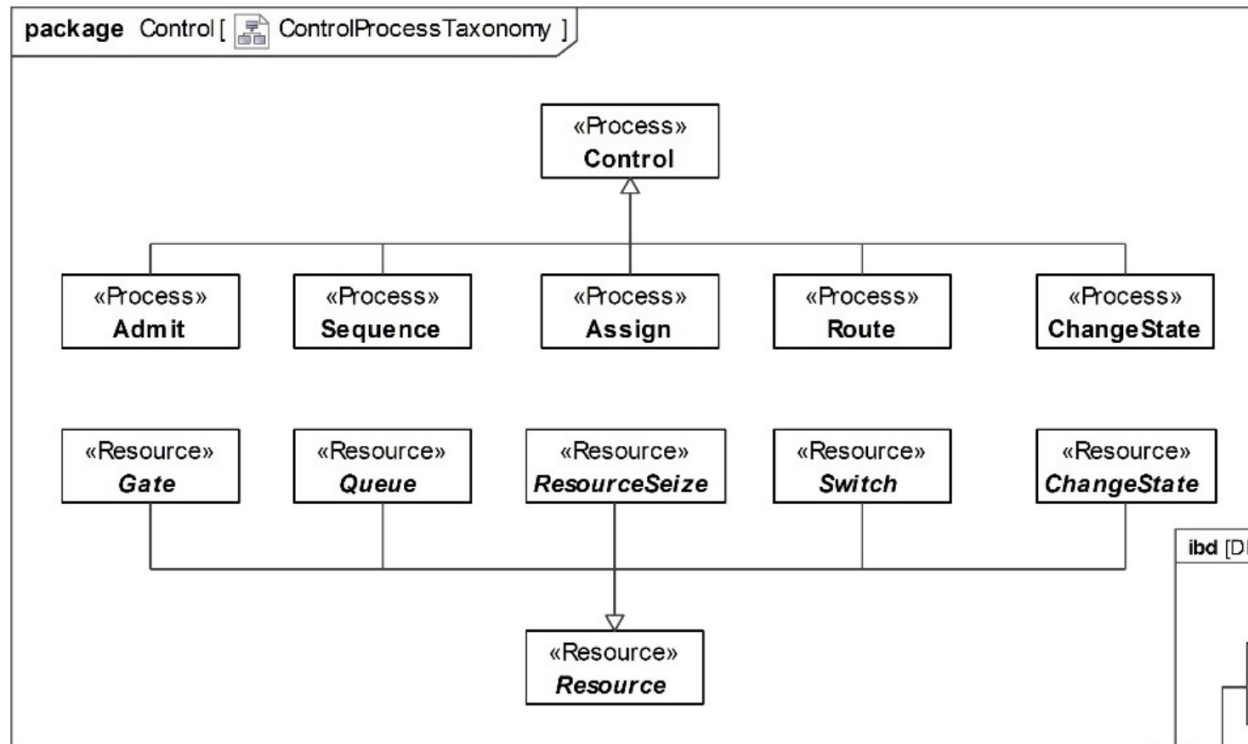 package Control [ ControlProcessTaxonomy ]
«Process»
Control
«Process»
Admit
«Process»
Sequence
«Process»
Assign
«Process»
Route
«Process»
ChangeState
«Resource»
Gate
«Resource»
Queue
«Resource»
ResourceSeize
«Resource»
Switch
«Resource»
ChangeState
ibd
«Resource»
Resource